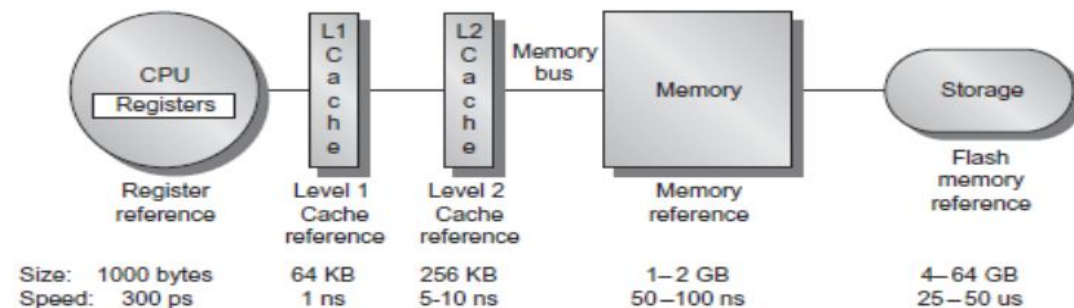 L1
C
a
c
h
e
L2
C
a
c
h
e
CPU
Registers
Memory
bus
Memory
Storage
Register
reference
Level 1
Cache
reference
Level 2
Cache
reference
Memory
reference
Flash
memory
reference
Size: 1000 bytes 64 KB 256 KB 1–2 GB 4–64 GB
Speed: 300 ps 1 ns 5-10 ns 50–100 ns 25–50 us